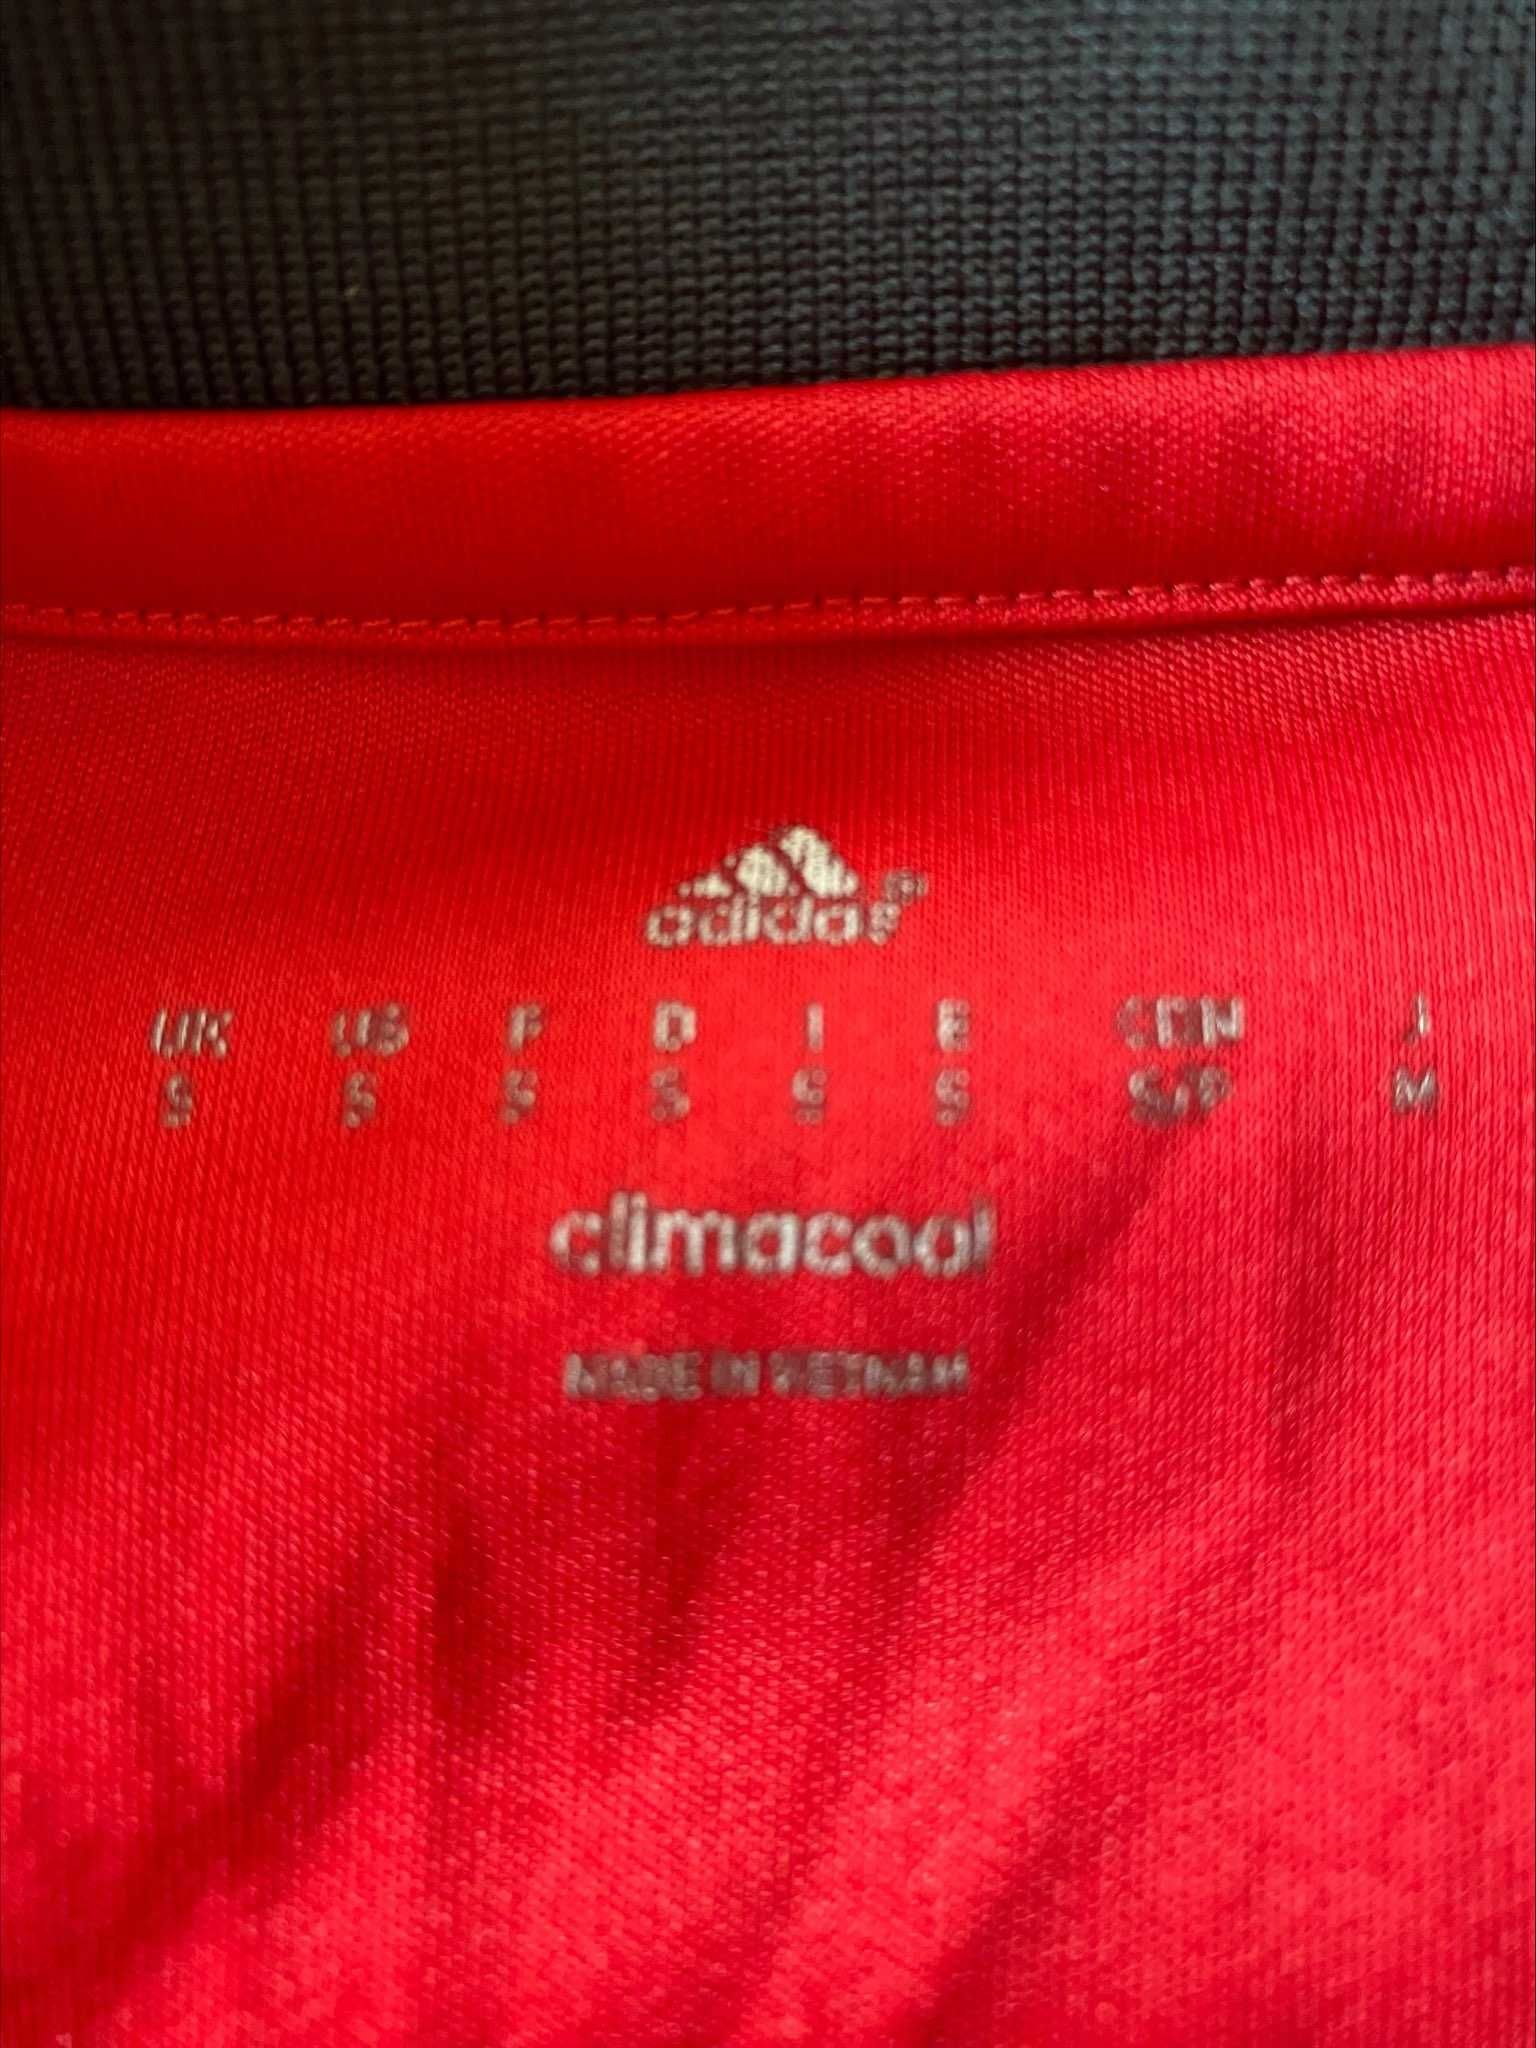 adidas®
UK US F D I E CDN J
S S S S S S S/P M
climacool
MADE IN VIETNAM